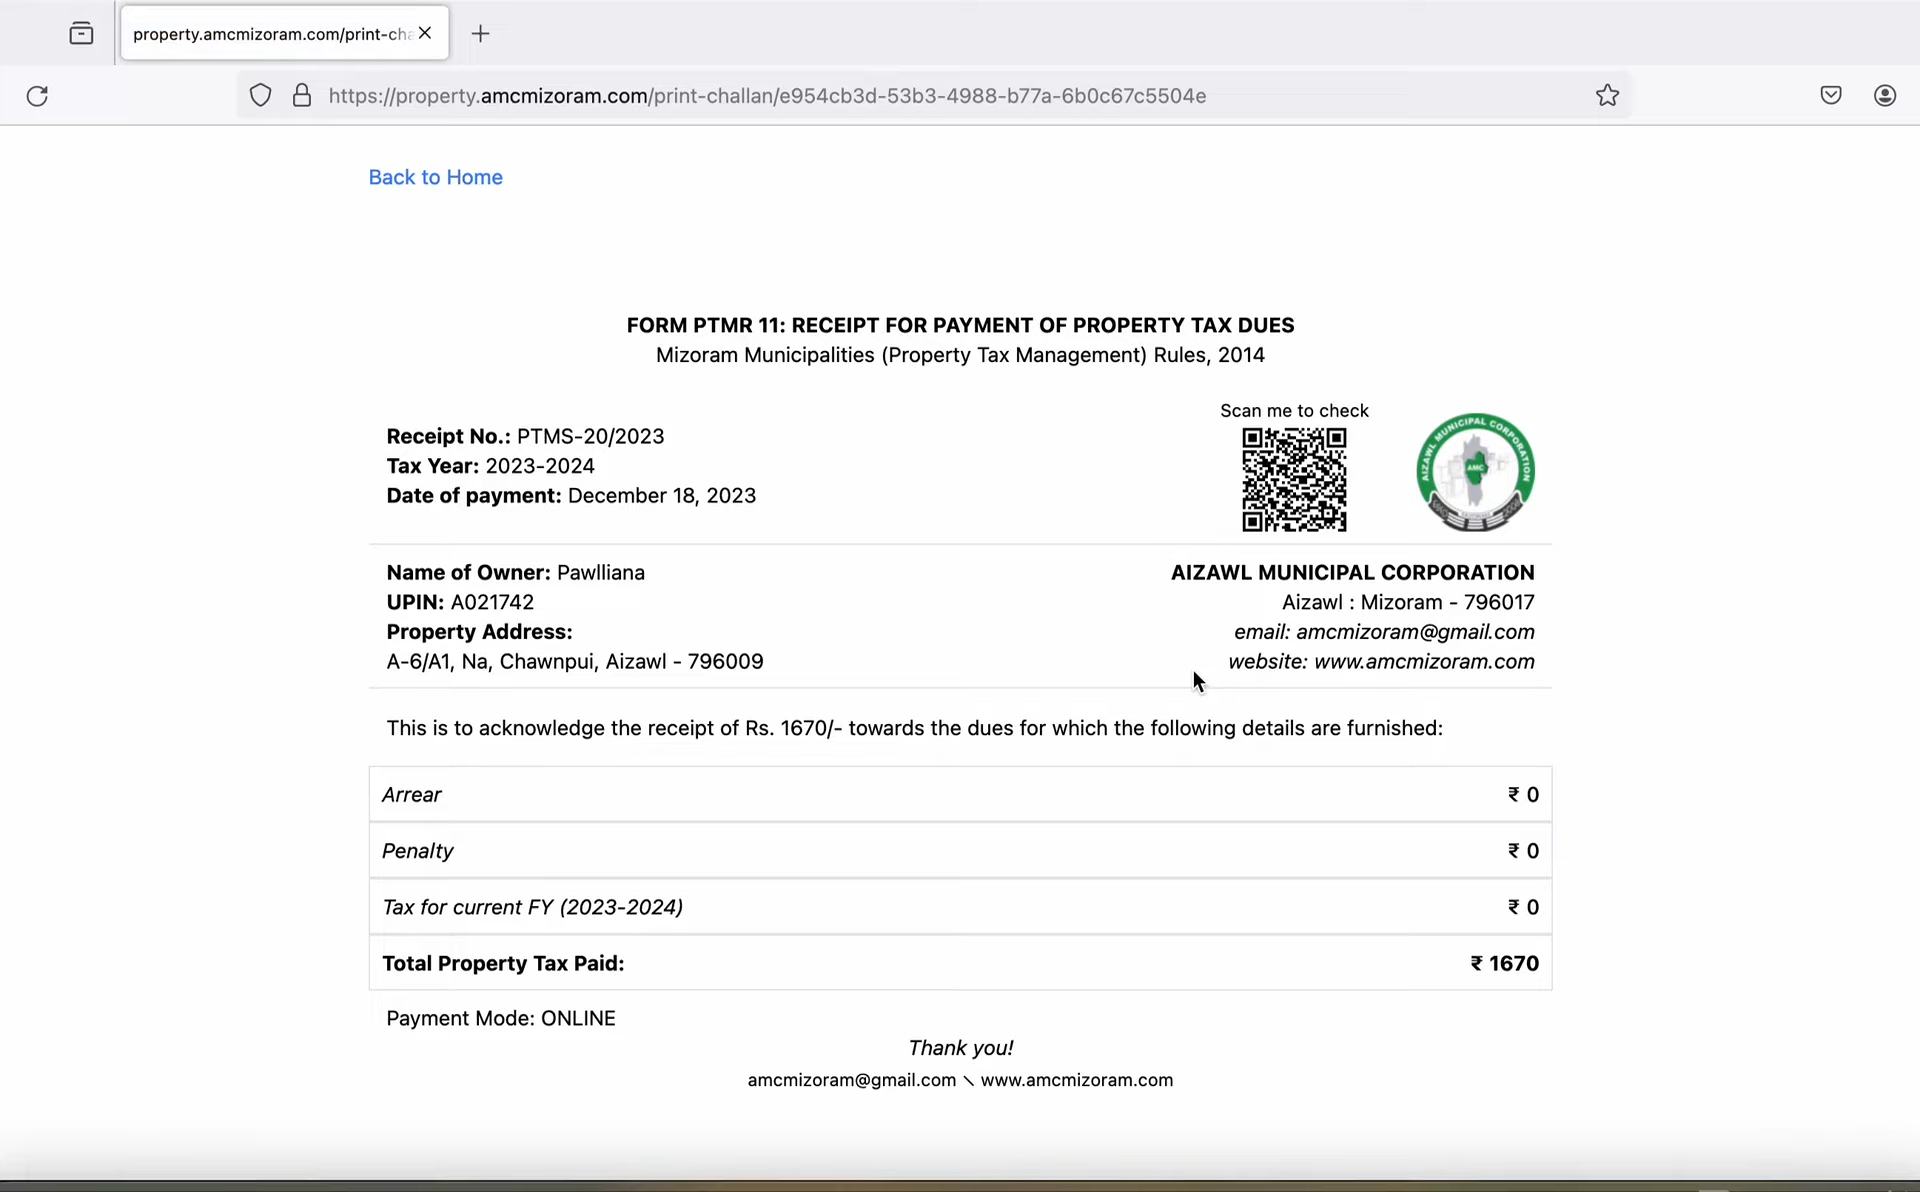 property.amcmizoram.com/print-cha
https://property.amcmizoram.com/print-challan/e954cb3d-53b3-4988-b77a-6b0c67c5504e
Back to Home
FORM PTMR 11: RECEIPT FOR PAYMENT OF PROPERTY TAX DUES
Mizoram Municipalities (Property Tax Management) Rules, 2014
Scan me to check
Receipt No.: PTMS-20/2023
Tax Year: 2023-2024
Date of payment: December 18, 2023
AIZAWL MUNICIPAL CORPORATION
AMC
Name of Owner: Pawlliana
UPIN: A021742
Property Address:
A-6/A1, Na, Chawnpui, Aizawl - 796009
AIZAWL MUNICIPAL CORPORATION
Aizawl : Mizoram - 796017
email: amcmizoram@gmail.com
website: www.amcmizoram.com
This is to acknowledge the receipt of Rs. 1670/- towards the dues for which the following details are furnished:
Arrear ₹ 0
Penalty ₹ 0
Tax for current FY (2023-2024) ₹ 0
Total Property Tax Paid: ₹ 1670
Payment Mode: ONLINE
Thank you!
amcmizoram@gmail.com \ www.amcmizoram.com